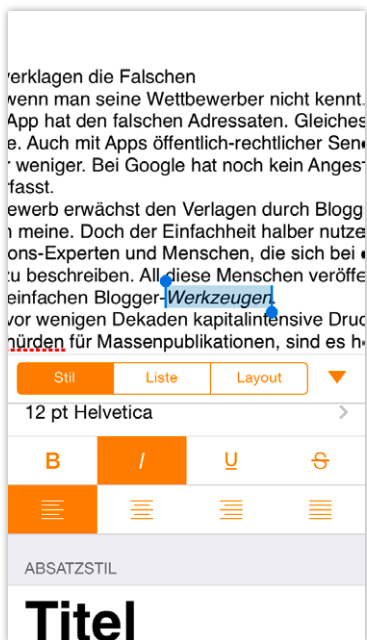 verklagen die Falschen
wenn man seine Wettbewerber nicht kennt.
App hat den falschen Adressaten. Gleiches
e. Auch mit Apps öffentlich-rechtlicher Sen
r weniger. Bei Google hat noch kein Anges
fasst.
ewerb erwächst den Verlagen durch Blogg
n meine. Doch der Einfachheit halber nutze
ons-Experten und Menschen, die sich bei
zu beschreiben. All diese Menschen veröffe
einfachen Blogger-Werkzeugen.
vor wenigen Dekaden kapitalintensive Druc
hürden für Massenpublikationen, sind es h
Stil Liste Layout
12 pt Helvetica
B I U S
ABSATZSTIL
Titel